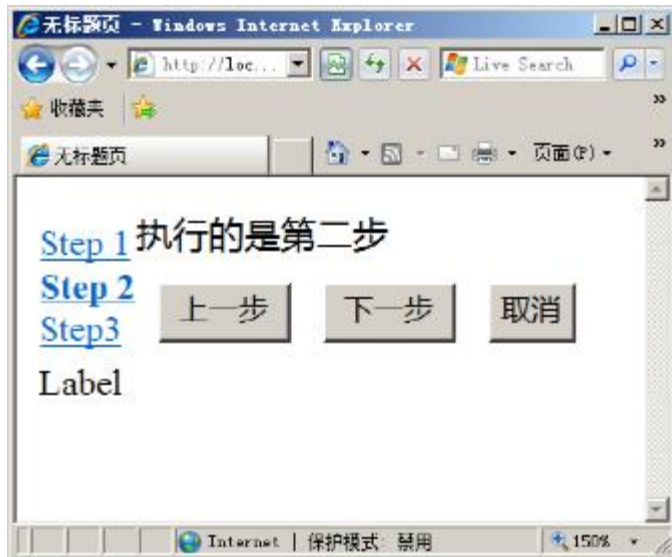 无标题页 - Windows Internet Explorer
http://loc... Live Search
收藏夹 »
无标题页 页面(P) »
Step 1 执行的是第二步
Step 2
上一步 下一步 取消
Step3
Label
Internet | 保护模式: 禁用 150%